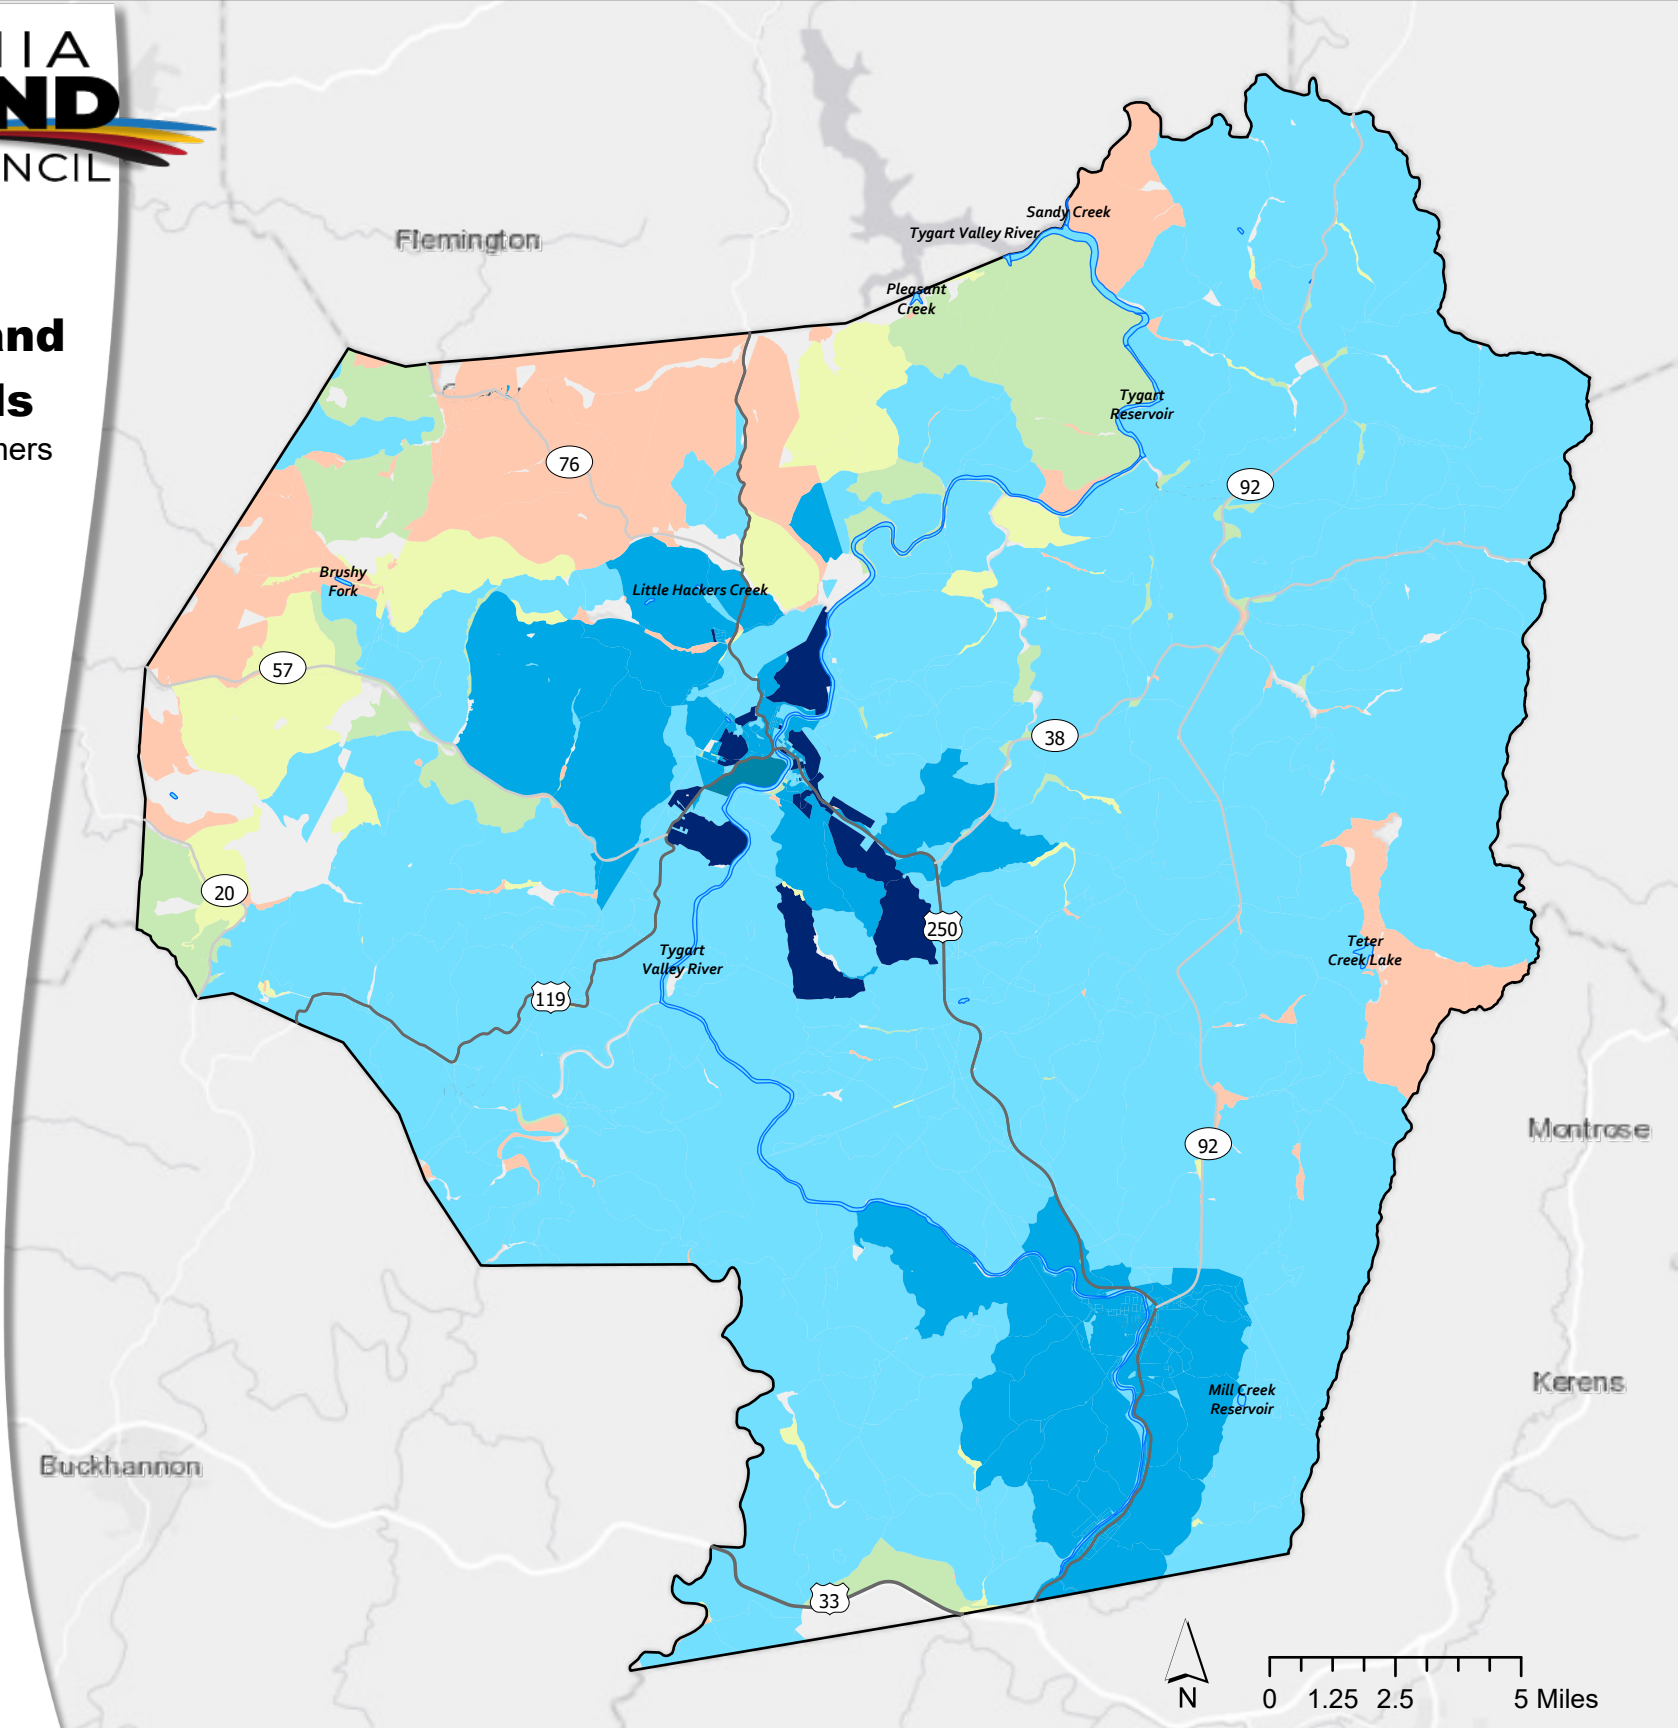 IIA
ND
NCIL
and
ls
ners
Flemington
Sandy Creek
Tygart Valley River
Pleasant
Creek
Tygart
Reservoir
76
92
Brushy
Fork
Little Hackers Creek
57
38
20
250
Tygart
Valley River
Teter
Creek Lake
119
Montrose
92
Kerens
Mill Creek
Reservoir
Buckhannon
33
N
0 1.25 2.5 5 Miles